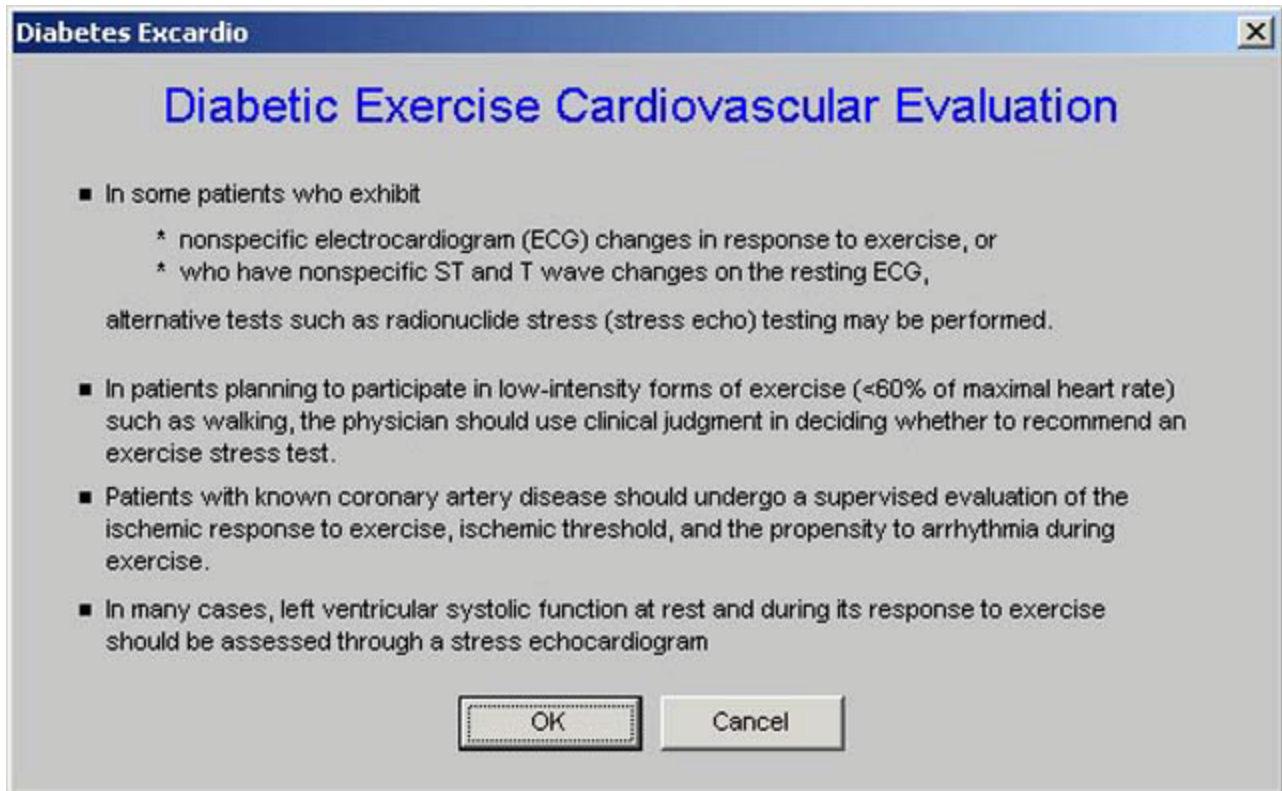 Diabetes Excardio
Diabetic Exercise Cardiovascular Evaluation
■ In some patients who exhibit
* nonspecific electrocardiogram (ECG) changes in response to exercise, or
* who have nonspecific ST and T wave changes on the resting ECG,
alternative tests such as radionuclide stress (stress echo) testing may be performed.
■ In patients planning to participate in low-intensity forms of exercise (<60% of maximal heart rate)
such as walking, the physician should use clinical judgment in deciding whether to recommend an
exercise stress test.
■ Patients with known coronary artery disease should undergo a supervised evaluation of the
ischemic response to exercise, ischemic threshold, and the propensity to arrhythmia during
exercise.
■ In many cases, left ventricular systolic function at rest and during its response to exercise
should be assessed through a stress echocardiogram
OK Cancel